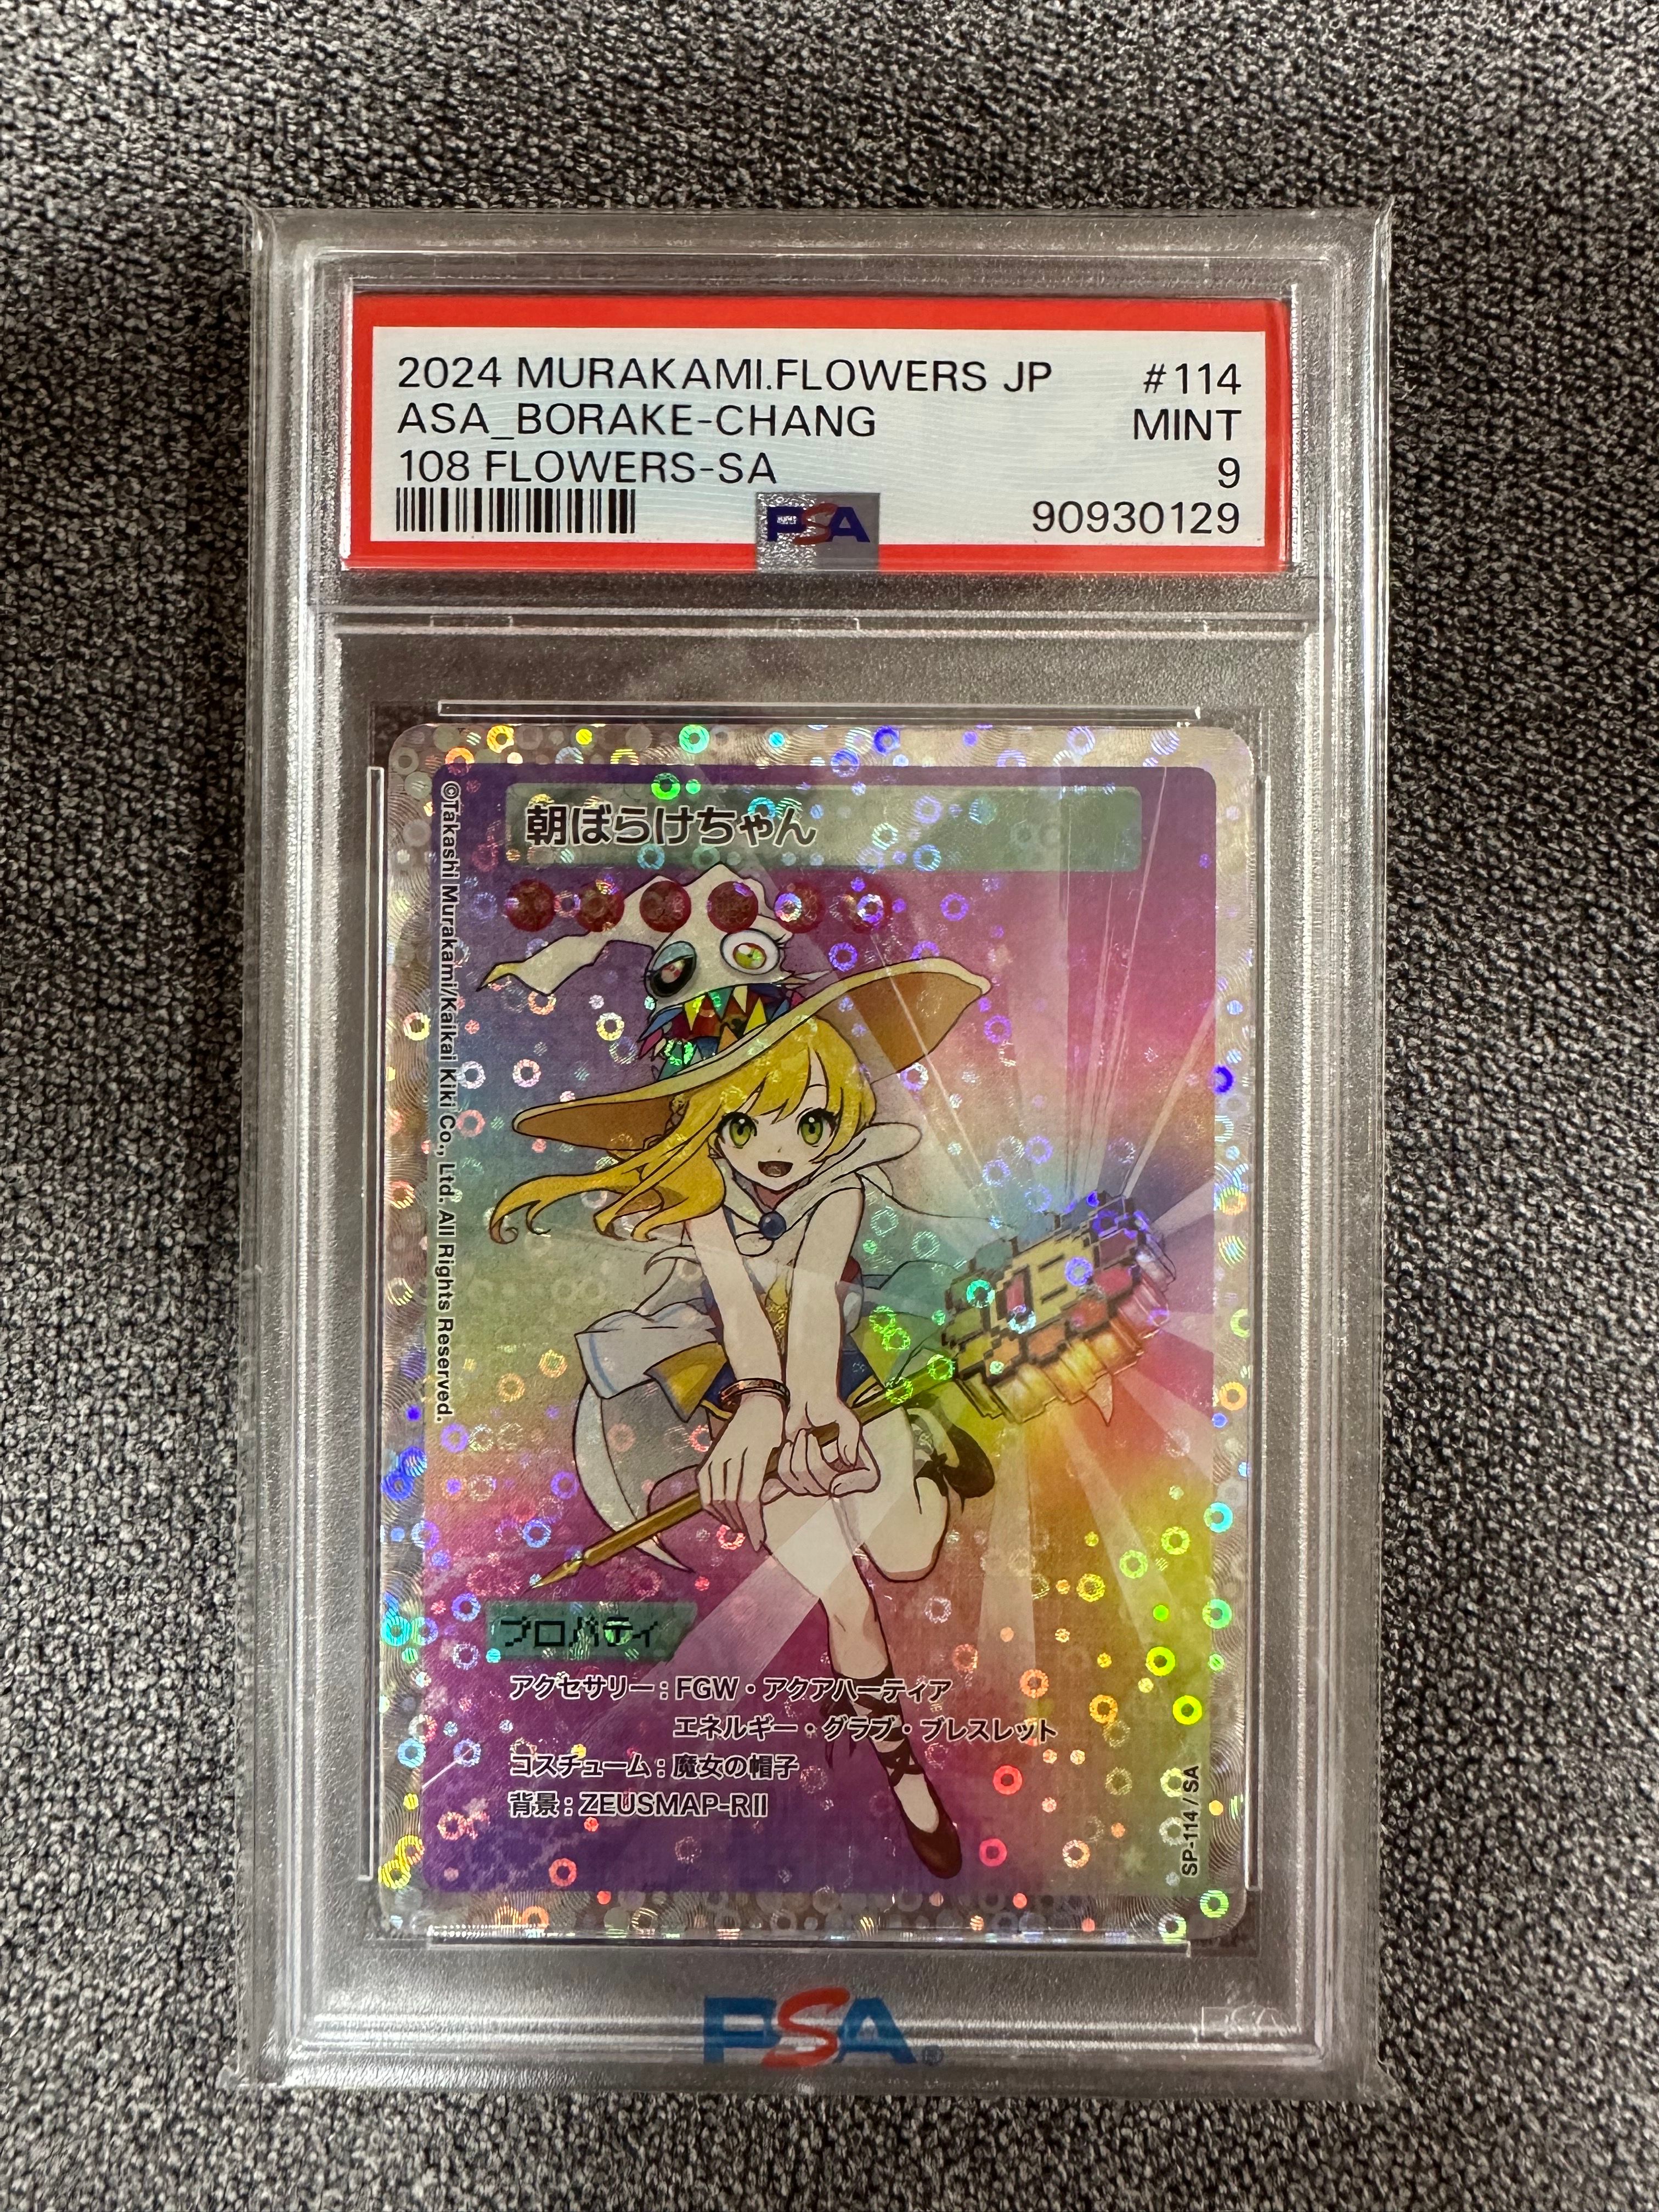 2024 MURAKAMI.FLOWERS JP #114
ASA_BORAKE-CHANG MINT
108 FLOWERS-SA 9
90930129
PSA
朝ぼらけちゃん
©Takashi Murakami/Kaikai Kiki Co., Ltd. All Rights Reserved.
プロパティ
アクセサリー：FGW・アクアハーティア
エネルギー・グラブ・ブレスレット
コスチューム：魔女の帽子
背景：ZEUSMAP-RII
SP-114 / SA
PSA®
PSA